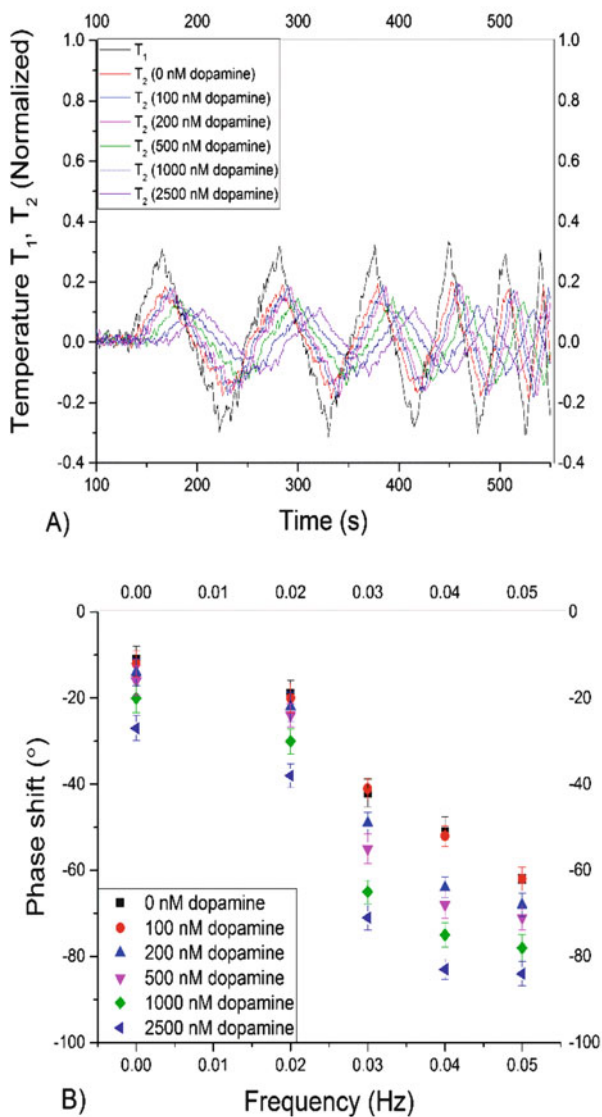 100 200 300 400 500
1.0 1.0
T1
T2 (0 nM dopamine)
0.8 0.8
T2 (100 nM dopamine)
T2 (200 nM dopamine)
0.6 0.6
T2 (500 nM dopamine)
T2 (1000 nM dopamine)
T2 (2500 nM dopamine)
0.4 0.4
0.2 0.2
0.0 0.0
-0.2 -0.2
-0.4 -0.4
Temperature T1, T2 (Normalized)
100 200 300 400 500
A) Time (s)
0.00 0.01 0.02 0.03 0.04 0.05
0 0
-20 -20
-40 -40
-60 -60
-80 -80
-100 -100
Phase shift (°)
0 nM dopamine
100 nM dopamine
200 nM dopamine
500 nM dopamine
1000 nM dopamine
2500 nM dopamine
0.00 0.01 0.02 0.03 0.04 0.05
B) Frequency (Hz)